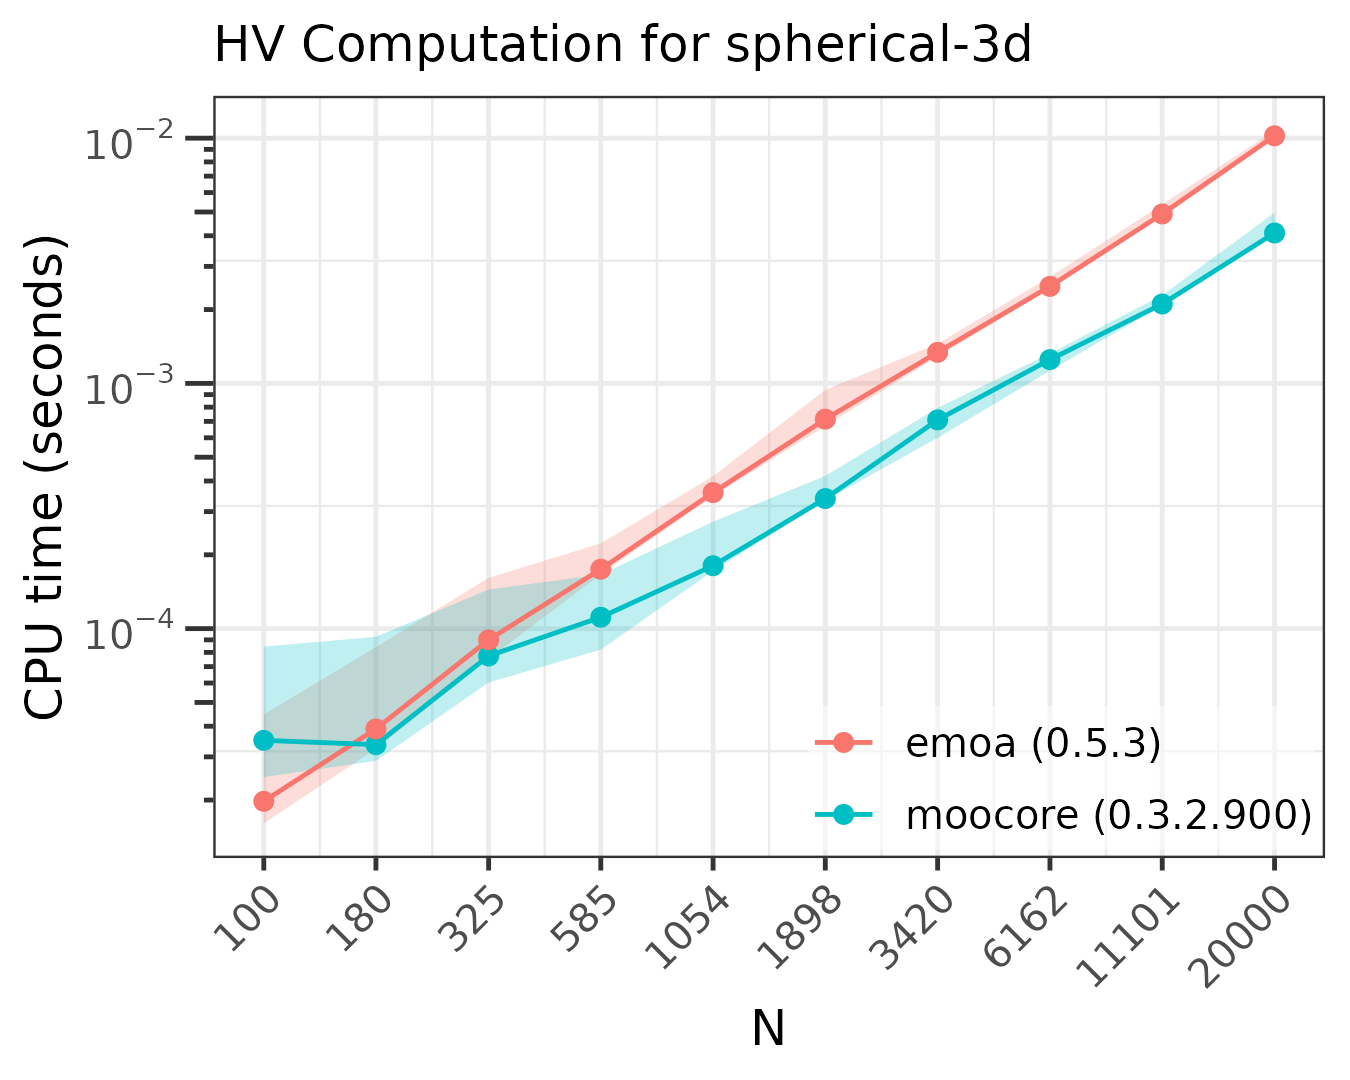 HV Computation for spherical-3d
CPU time (seconds)
10⁻²
10⁻³
10⁻⁴
emoa (0.5.3)
moocore (0.3.2.900)
100 180 325 585 1054 1898 3420 6162 11101 20000
N